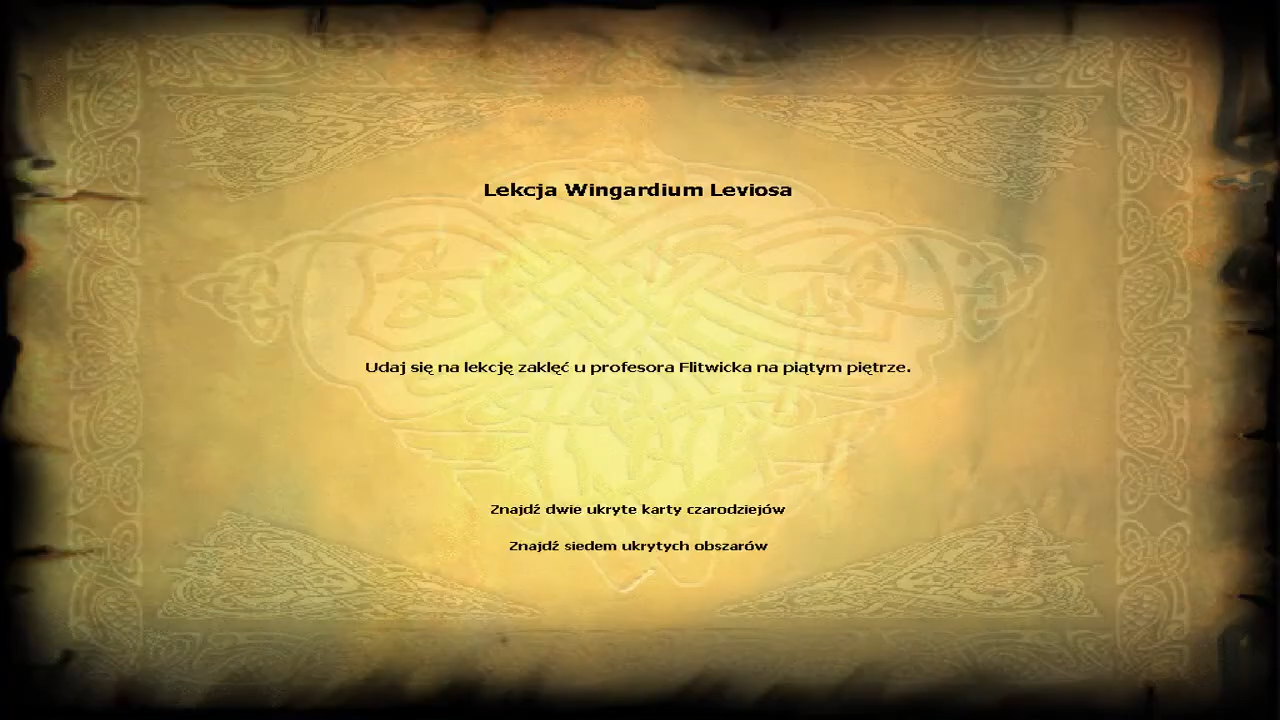 Lekcja Wingardium Leviosa
Udaj się na lekcję zaklęć u profesora Flitwicka na piątym piętrze.
Znajdź dwie ukryte karty czarodziejów
Znajdź siedem ukrytych obszarów